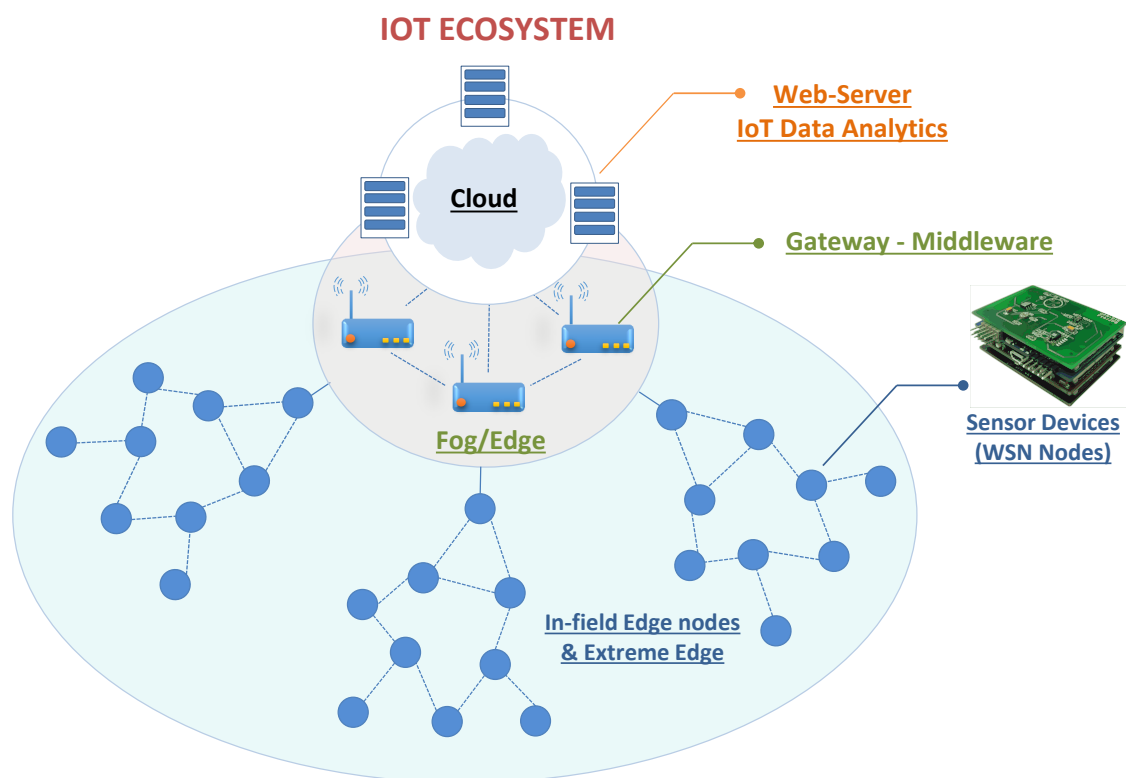 IOT ECOSYSTEM
Web-Server
IoT Data Analytics
Cloud
Gateway - Middleware
Sensor Devices
(WSN Nodes)
Fog/Edge
In-field Edge nodes
& Extreme Edge